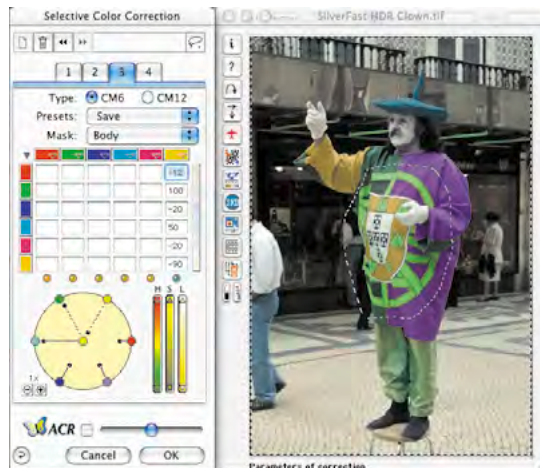 Selective Color Correction
SilverFast HDR Clown.tif
1 2 3 4
Type: CM6 CM12
Presets: Save
Mask: Body
100
-20
50
-20
-90
H S L
1x
ACR
Cancel OK
i
?
Parameters of correction